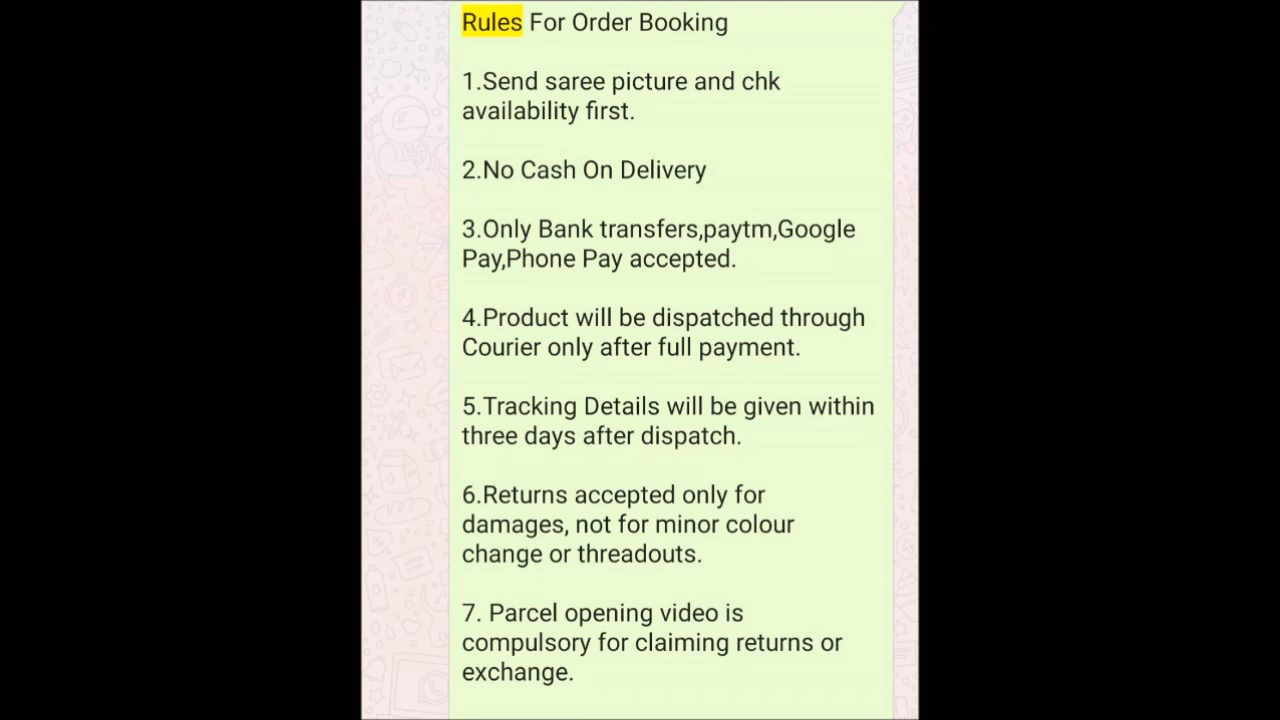 Rules For Order Booking
1.Send saree picture and chk
availability first.
2.No Cash On Delivery
3.Only Bank transfers,paytm,Google
Pay,Phone Pay accepted.
4.Product will be dispatched through
Courier only after full payment.
5.Tracking Details will be given within
three days after dispatch.
6.Returns accepted only for
damages, not for minor colour
change or threadouts.
7. Parcel opening video is
compulsory for claiming returns or
exchange.